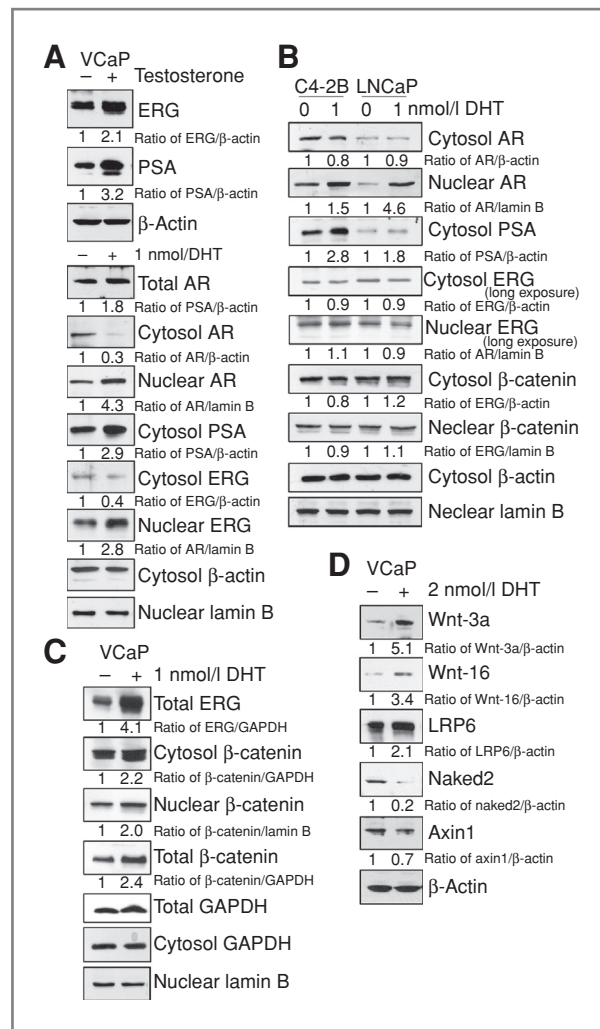 A
VCaP
– + Testosterone
ERG
1 2.1 Ratio of ERG/β-actin
PSA
1 3.2 Ratio of PSA/β-actin
β-Actin
– + 1 nmol/DHT
Total AR
1 1.8 Ratio of PSA/β-actin
Cytosol AR
1 0.3 Ratio of AR/β-actin
Nuclear AR
1 4.3 Ratio of AR/lamin B
Cytosol PSA
1 2.9 Ratio of PSA/β-actin
Cytosol ERG
1 0.4 Ratio of ERG/β-actin
Nuclear ERG
1 2.8 Ratio of AR/lamin B
Cytosol β-actin
Nuclear lamin B
B
C4-2B LNCaP
0 1 0 1 nmol/l DHT
Cytosol AR
1 0.8 1 0.9 Ratio of AR/β-actin
Nuclear AR
1 1.5 1 4.6 Ratio of AR/lamin B
Cytosol PSA
1 2.8 1 1.8 Ratio of PSA/β-actin
Cytosol ERG
(long exposure)
1 0.9 1 0.9 Ratio of ERG/β-actin
Nuclear ERG
(long exposure)
1 1.1 1 0.9 Ratio of AR/lamin B
Cytosol β-catenin
1 0.8 1 1.2 Ratio of ERG/β-actin
Neclear β-catenin
1 0.9 1 1.1 Ratio of ERG/lamin B
Cytosol β-actin
Neclear lamin B
C
VCaP
– + 1 nmol/l DHT
Total ERG
1 4.1 Ratio of ERG/GAPDH
Cytosol β-catenin
1 2.2 Ratio of β-catenin/GAPDH
Nuclear β-catenin
1 2.0 Ratio of β-catenin/lamin B
Total β-catenin
1 2.4 Ratio of β-catenin/GAPDH
Total GAPDH
Cytosol GAPDH
Nuclear lamin B
D
VCaP
– + 2 nmol/l DHT
Wnt-3a
1 5.1 Ratio of Wnt-3a/β-actin
Wnt-16
1 3.4 Ratio of Wnt-16/β-actin
LRP6
1 2.1 Ratio of LRP6/β-actin
Naked2
1 0.2 Ratio of naked2/β-actin
Axin1
1 0.7 Ratio of axin1/β-actin
β-Actin